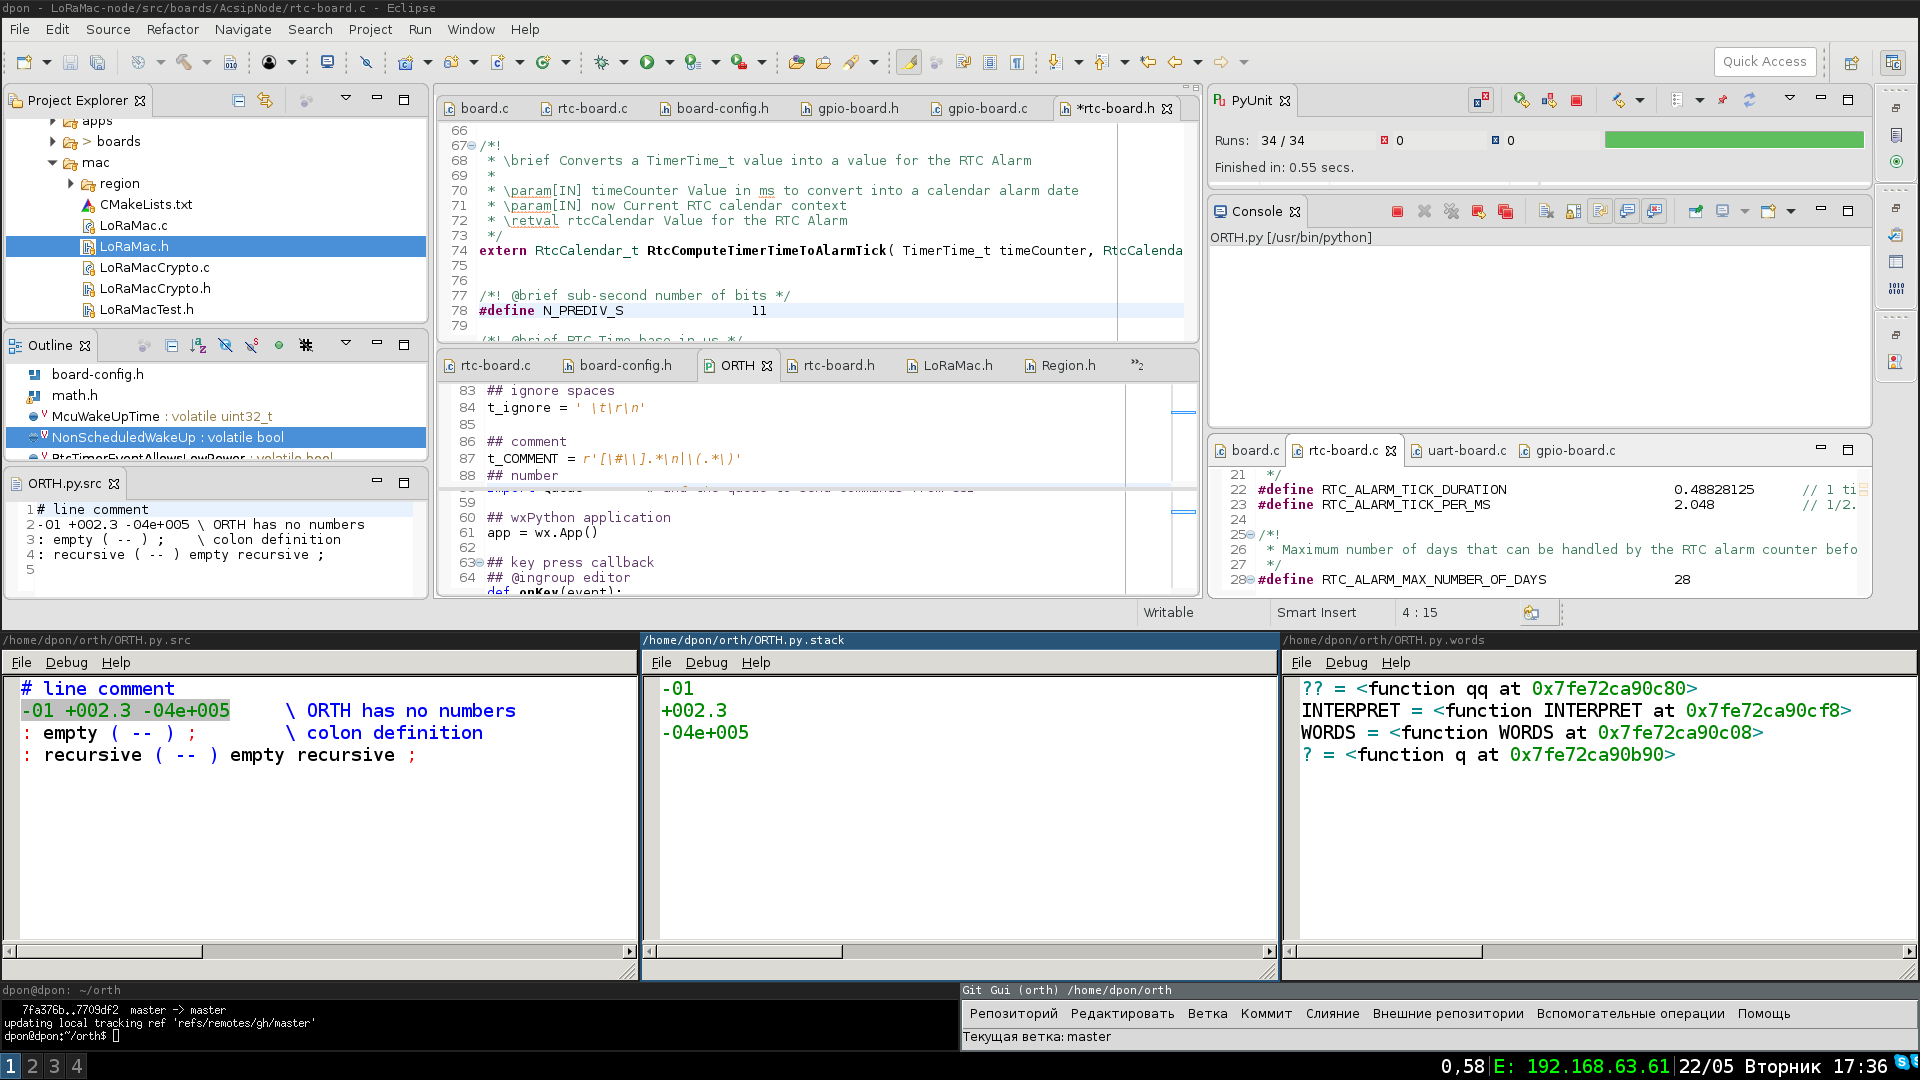 dpon - LoRaMac-node/src/boards/AcsipNode/rtc-board.c - Eclipse
File Edit Source Refactor Navigate Search Project Run Window Help
Quick Access
Project Explorer
apps
> boards
mac
region
CMakeLists.txt
LoRaMac.c
LoRaMac.h
LoRaMacCrypto.c
LoRaMacCrypto.h
LoRaMacTest.h
Outline
board-config.h
math.h
McuWakeUpTime : volatile uint32_t
NonScheduledWakeUp : volatile bool
RtcTimerEventAllowsLowPower : volatile bool
ORTH.py.src
1 # line comment
2 -01 +002.3 -04e+005 \ ORTH has no numbers
3 : empty ( -- ) ;    \ colon definition
4 : recursive ( -- ) empty recursive ;
5
board.c rtc-board.c board-config.h gpio-board.h gpio-board.c *rtc-board.h
66
67 /*!
68  * \brief Converts a TimerTime_t value into a value for the RTC Alarm
69  *
70  * \param[IN] timeCounter Value in ms to convert into a calendar alarm date
71  * \param[IN] now Current RTC calendar context
72  * \retval rtcCalendar Value for the RTC Alarm
73  */
74 extern RtcCalendar_t RtcComputeTimerTimeToAlarmTick( TimerTime_t timeCounter, RtcCalenda
75
76
77 /*! @brief sub-second number of bits */
78 #define N_PREDIV_S                11
79
/*! @brief RTC Time base in us */
rtc-board.c board-config.h ORTH rtc-board.h LoRaMac.h Region.h »2
83 ## ignore spaces
84 t_ignore = ' \t\r\n'
85
86 ## comment
87 t_COMMENT = r'[\#\\].*\n|\(.*\)'
88 ## number
59
60 ## wxPython application
61 app = wx.App()
62
63 ## key press callback
64 ## @ingroup editor
def onKey(event):
PyUnit
Runs: 34 / 34 0 0
Finished in: 0.55 secs.
Console
ORTH.py [/usr/bin/python]
board.c rtc-board.c uart-board.c gpio-board.c
21  */
22 #define RTC_ALARM_TICK_DURATION                     0.48828125      // 1 ti
23 #define RTC_ALARM_TICK_PER_MS                       2.048           // 1/2.
24
25 /*!
26  * Maximum number of days that can be handled by the RTC alarm counter befo
27  */
28 #define RTC_ALARM_MAX_NUMBER_OF_DAYS                28
Writable Smart Insert 4 : 15
/home/dpon/orth/ORTH.py.src
File Debug Help
# line comment
-01 +002.3 -04e+005     \ ORTH has no numbers
: empty ( -- ) ;        \ colon definition
: recursive ( -- ) empty recursive ;
/home/dpon/orth/ORTH.py.stack
File Debug Help
-01
+002.3
-04e+005
/home/dpon/orth/ORTH.py.words
File Debug Help
?? = <function qq at 0x7fe72ca90c80>
INTERPRET = <function INTERPRET at 0x7fe72ca90cf8>
WORDS = <function WORDS at 0x7fe72ca90c08>
? = <function q at 0x7fe72ca90b90>
dpon@dpon: ~/orth
7fa376b..7709df2  master -> master
updating local tracking ref 'refs/remotes/gh/master'
dpon@dpon:~/orth$
Git Gui (orth) /home/dpon/orth
Репозиторий Редактировать Ветка Коммит Слияние Внешние репозитории Вспомогательные операции Помощь
Текущая ветка: master
1 2 3 4
0,58|E: 192.168.63.61|22/05 Вторник 17:36